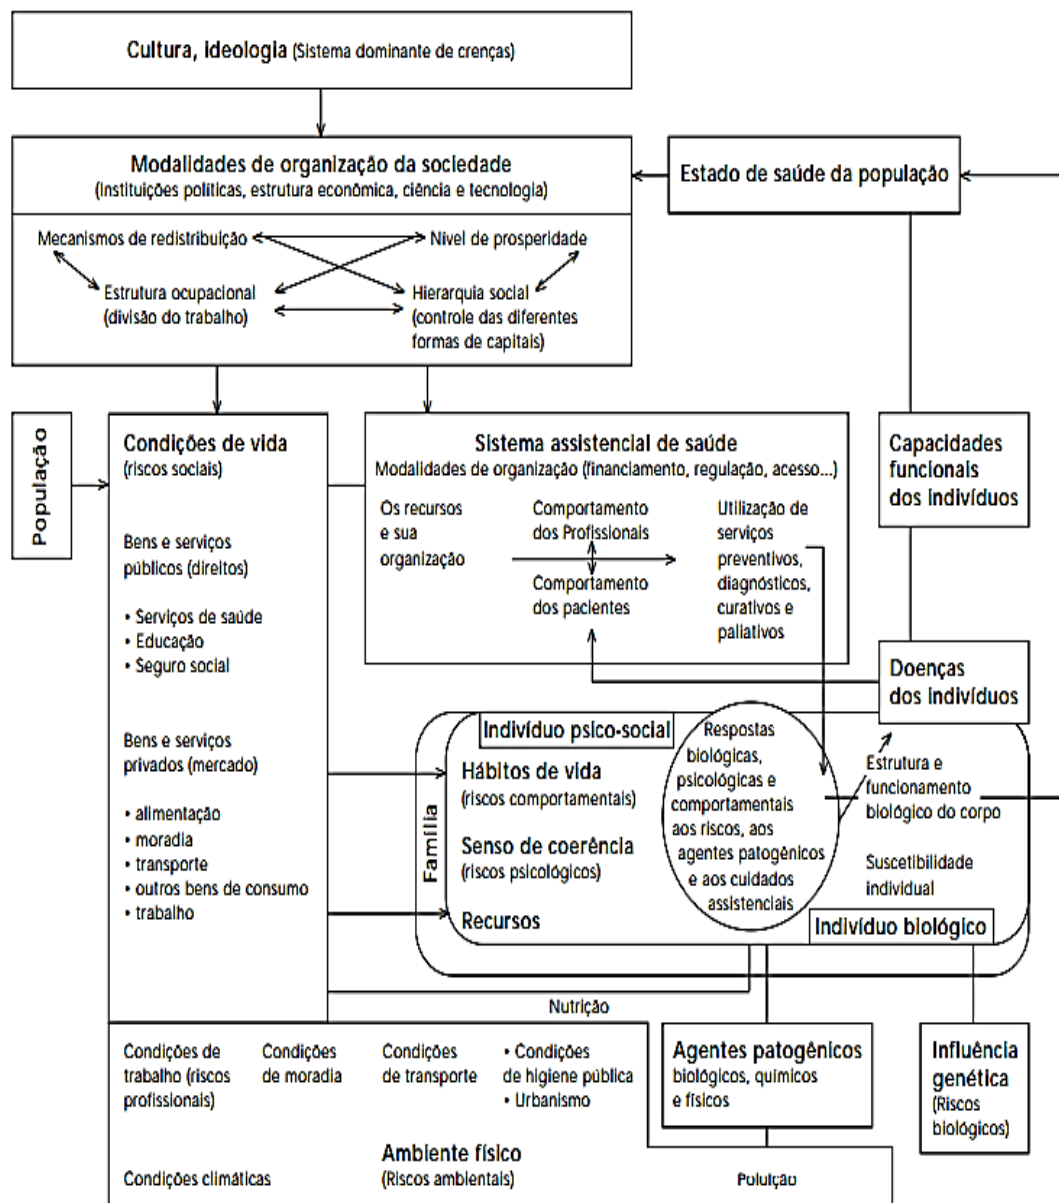 Cultura, ideologia (Sistema dominante de crenças)
Modalidades de organização da sociedade
(Instituições políticas, estrutura econômica, ciência e tecnologia)
Estado de saúde da população
Mecanismos de redistribuição
Nível de prosperidade
Estrutura ocupacional
(divisão do trabalho)
Hierarquia social
(controle das diferentes
formas de capitais)
População
Condições de vida
(riscos sociais)
Bens e serviços
públicos (direitos)
• Serviços de saúde
• Educação
• Seguro social
Bens e serviços
privados (mercado)
• alimentação
• moradia
• transporte
• outros bens de consumo
• trabalho
Sistema assistencial de saúde
Modalidades de organização (financiamento, regulação, acesso...)
Os recursos
e sua
organização
Comportamento
dos Profissionais
Comportamento
dos pacientes
Utilização de
serviços
preventivos,
diagnósticos,
curativos e
paliativos
Capacidades
funcionais
dos indivíduos
Doenças
dos indivíduos
Família
Indivíduo psico-social
Hábitos de vida
(riscos comportamentais)
Senso de coerência
(riscos psicológicos)
Recursos
Respostas
biológicas,
psicológicas e
comportamentais
aos riscos, aos
agentes patogênicos
e aos cuidados
assistenciais
Estrutura e
funcionamento
biológico do corpo
Suscetibilidade
individual
Indivíduo biológico
Nutrição
Condições de
trabalho (riscos
profissionais)
Condições
de moradia
Condições
de transporte
• Condições
de higiene pública
• Urbanismo
Agentes patogênicos
biológicos, químicos
e físicos
Influência
genética
(Riscos
biológicos)
Condições climáticas
Ambiente físico
(Riscos ambientais)
Poluição